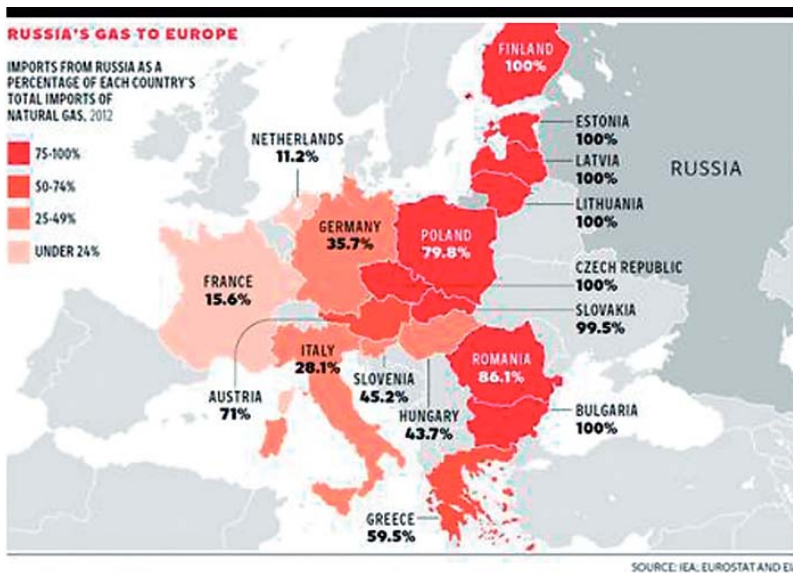 RUSSIA'S GAS TO EUROPE
IMPORTS FROM RUSSIA AS A
PERCENTAGE OF EACH COUNTRY'S
TOTAL IMPORTS OF
NATURAL GAS, 2012
75-100%
50-74%
25-49%
UNDER 24%
FINLAND
100%
NETHERLANDS
11.2%
ESTONIA
100%
LATVIA
100%
LITHUANIA
100%
RUSSIA
GERMANY
35.7%
POLAND
79.8%
CZECH REPUBLIC
100%
SLOVAKIA
99.5%
FRANCE
15.6%
ITALY
28.1%
AUSTRIA
71%
SLOVENIA
45.2%
HUNGARY
43.7%
ROMANIA
86.1%
BULGARIA
100%
GREECE
59.5%
SOURCE: IEA; EUROSTAT AND